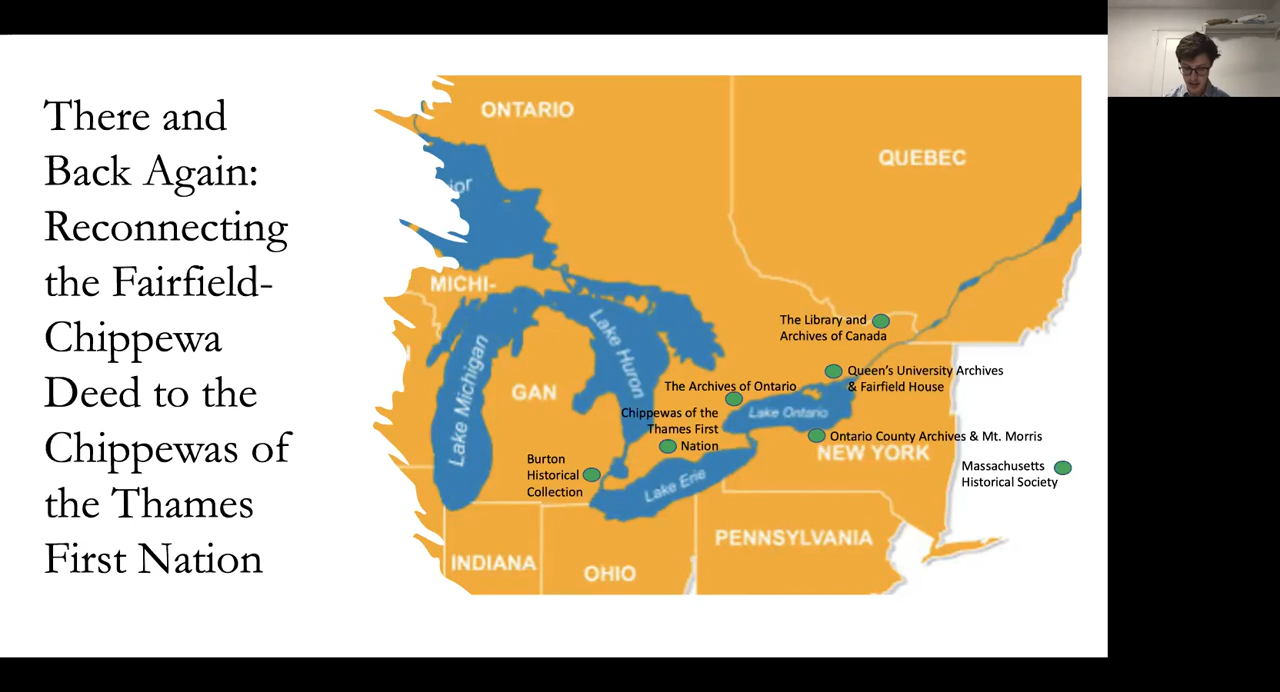 There and
Back Again:
Reconnecting
the Fairfield-
Chippewa
Deed to the
Chippewas of
the Thames
First Nation
ONTARIO
QUEBEC
ior
MICHI-
GAN
Lake Michigan
Lake Huron
The Library and
Archives of Canada
Queen's University Archives
& Fairfield House
The Archives of Ontario
Lake Ontario
Chippewas of the
Thames First
Nation
Ontario County Archives & Mt. Morris
NEW YORK
Burton
Historical
Collection
Lake Erie
Massachusetts
Historical Society
PENNSYLVANIA
INDIANA
OHIO